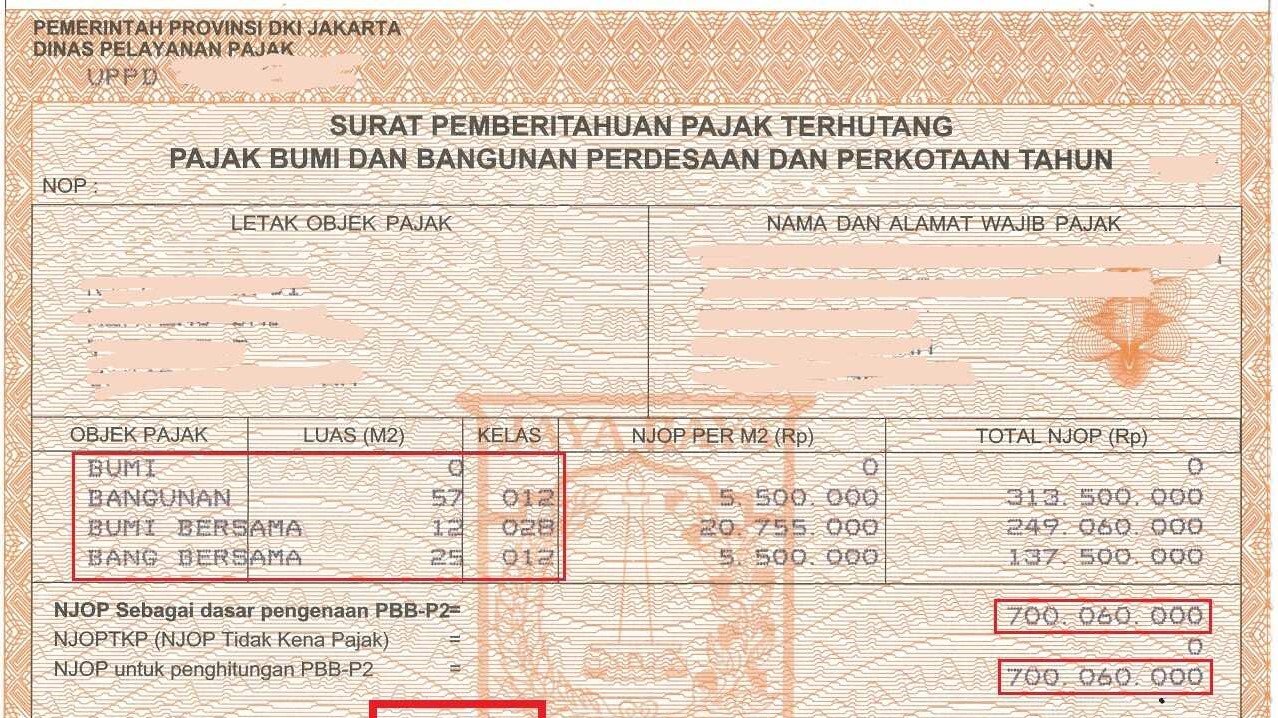 PEMERINTAH PROVINSI DKI JAKARTA
DINAS PELAYANAN PAJAK
UPPD
SURAT PEMBERITAHUAN PAJAK TERHUTANG
PAJAK BUMI DAN BANGUNAN PERDESAAN DAN PERKOTAAN TAHUN
NOP :
LETAK OBJEK PAJAK NAMA DAN ALAMAT WAJIB PAJAK
OBJEK PAJAK LUAS (M2) KELAS NJOP PER M2 (Rp) TOTAL NJOP (Rp)
BUMI 0 0 0
BANGUNAN 57 012 5.500.000 313.500.000
BUMI BERSAMA 12 028 20.755.000 249.060.000
BANG BERSAMA 25 012 5.500.000 137.500.000
NJOP Sebagai dasar pengenaan PBB-P2= 700.060.000
NJOPTKP (NJOP Tidak Kena Pajak) = 0
NJOP untuk penghitungan PBB-P2 = 700.060.000